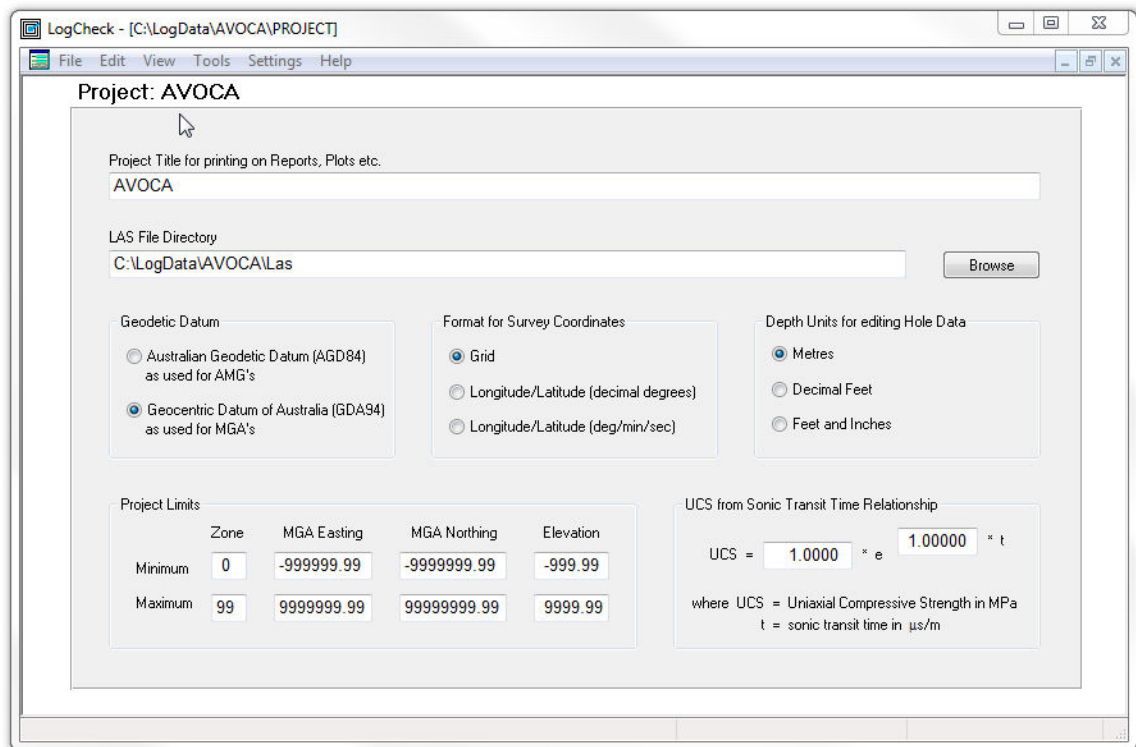 LogCheck - [C:\LogData\AVOCA\PROJECT]
File Edit View Tools Settings Help
Project: AVOCA
Project Title for printing on Reports, Plots etc.
AVOCA
LAS File Directory
C:\LogData\AVOCA\Las
Browse
Geodetic Datum
Australian Geodetic Datum (AGD84)
as used for AMG's
Geocentric Datum of Australia (GDA94)
as used for MGA's
Format for Survey Coordinates
Grid
Longitude/Latitude (decimal degrees)
Longitude/Latitude (deg/min/sec)
Depth Units for editing Hole Data
Metres
Decimal Feet
Feet and Inches
Project Limits
Zone MGA Easting MGA Northing Elevation
Minimum 0 -999999.99 -9999999.99 -999.99
Maximum 99 9999999.99 99999999.99 9999.99
UCS from Sonic Transit Time Relationship
UCS = 1.0000 * e 1.00000 * t
where UCS = Uniaxial Compressive Strength in MPa
t = sonic transit time in µs/m